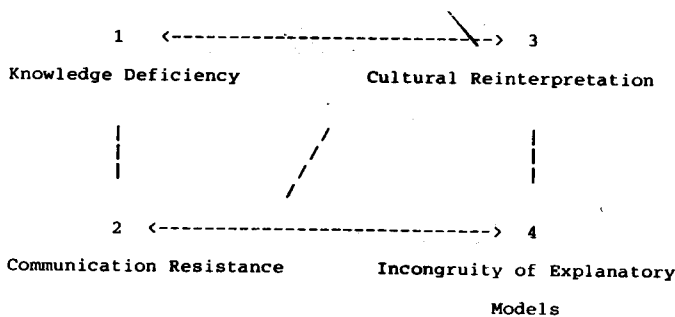 1 <----------------------> 3
Knowledge Deficiency Cultural Reinterpretation
2 <----------------------> 4
Communication Resistance Incongruity of Explanatory
Models